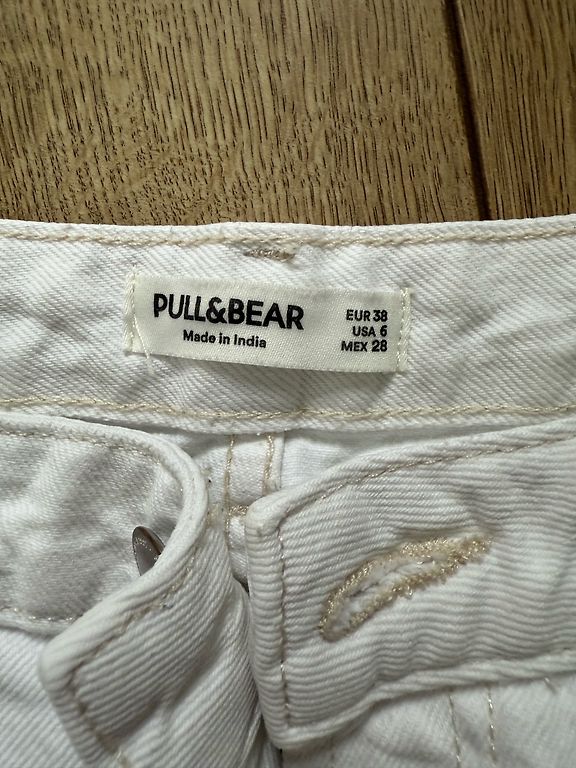 PULL&BEAR
Made in India
EUR 38
USA 6
MEX 28